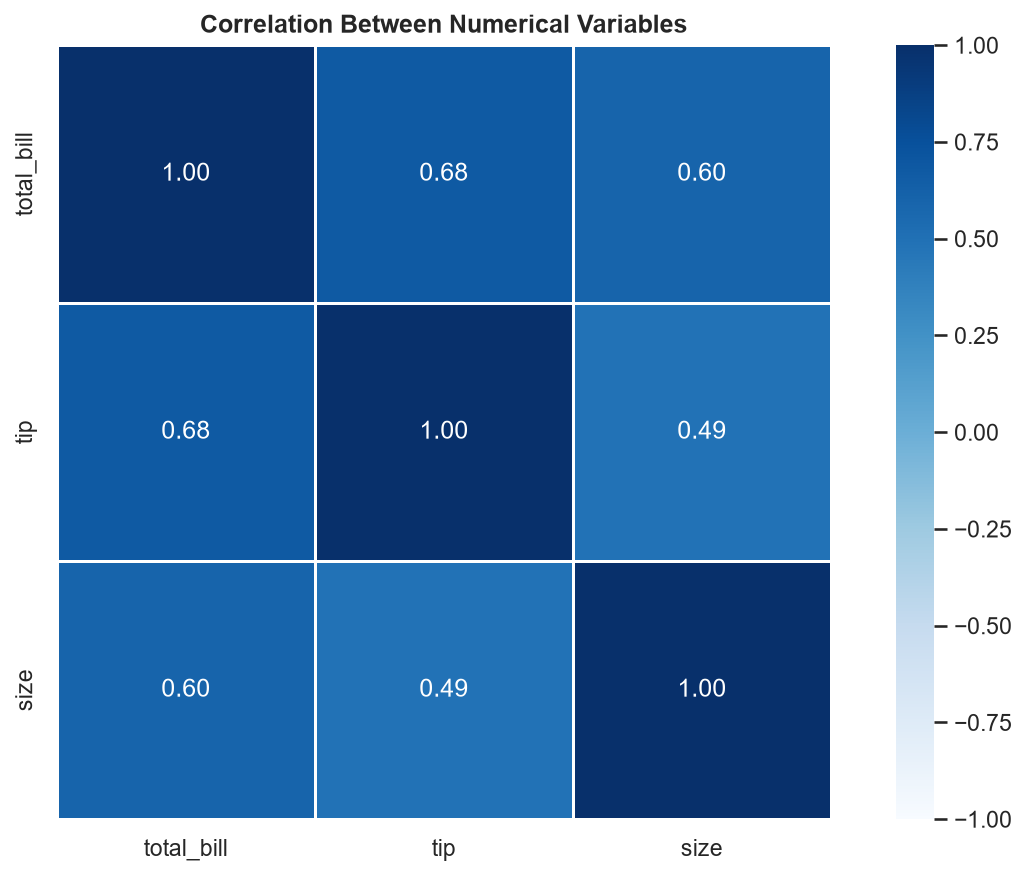 Correlation Between Numerical Variables
total_bill
1.00
0.68
0.60
tip
0.68
1.00
0.49
size
0.60
0.49
1.00
total_bill
tip
size
1.00
0.75
0.50
0.25
0.00
−0.25
−0.50
−0.75
−1.00